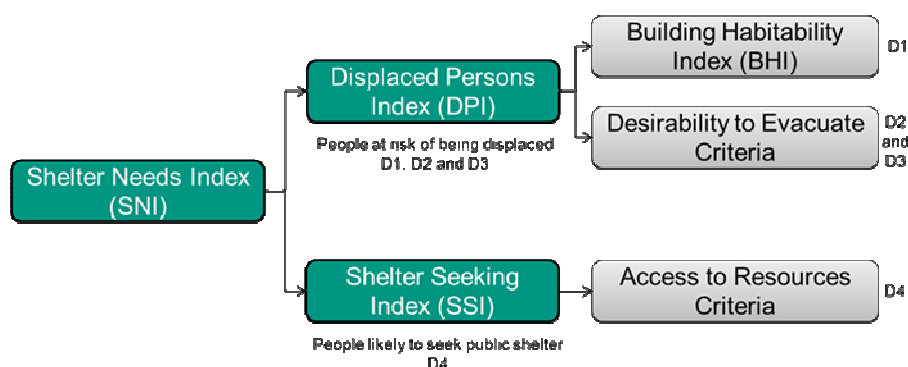 Building Habitability
Index (BHI)
D1
Displaced Persons
Index (DPI)
People at risk of being displaced
D1. D2 and D3
Desirability to Evacuate
Criteria
D2
and
D3
Shelter Needs Index
(SNI)
Shelter Seeking
Index (SSI)
People likely to seek public shelter
D4
Access to Resources
Criteria
D4